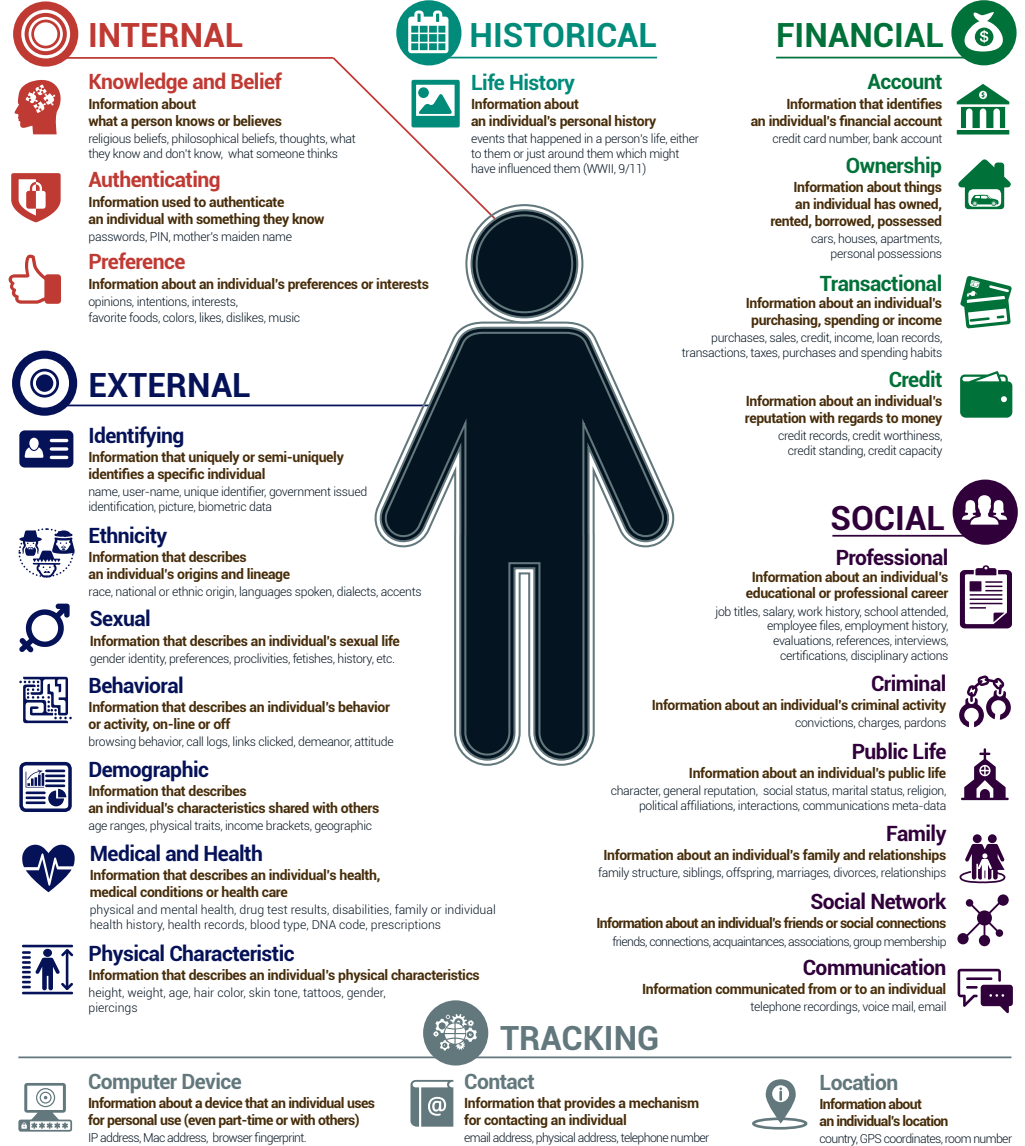 INTERNAL
Knowledge and Belief
Information about
what a person knows or believes
religious beliefs, philosophical beliefs, thoughts, what
they know and don't know, what someone thinks
Authenticating
Information used to authenticate
an individual with something they know
passwords, PIN, mother's maiden name
Preference
Information about an individual's preferences or interests
opinions, intentions, interests,
favorite foods, colors, likes, dislikes, music
HISTORICAL
Life History
Information about
an individual's personal history
events that happened in a person's life, either
to them or just around them which might
have influenced them (WWII, 9/11)
FINANCIAL
$
Account
$
Information that identifies
an individual's financial account
credit card number, bank account
Ownership
Information about things
an individual has owned,
rented, borrowed, possessed
cars, houses, apartments,
personal possessions
Transactional
Information about an individual's
purchasing, spending or income
purchases, sales, credit, income, loan records,
transactions, taxes, purchases and spending habits
Credit
Information about an individual's
reputation with regards to money
credit records, credit worthiness,
credit standing, credit capacity
EXTERNAL
Identifying
Information that uniquely or semi-uniquely
identifies a specific individual
name, user-name, unique identifier, government issued
identification, picture, biometric data
Ethnicity
Information that describes
an individual's origins and lineage
race, national or ethnic origin, languages spoken, dialects, accents
Sexual
Information that describes an individual's sexual life
gender identity, preferences, proclivities, fetishes, history, etc.
Behavioral
Information that describes an individual's behavior
or activity, on-line or off
browsing behavior, call logs, links clicked, demeanor, attitude
Demographic
Information that describes
an individual's characteristics shared with others
age ranges, physical traits, income brackets, geographic
Medical and Health
Information that describes an individual's health,
medical conditions or health care
physical and mental health, drug test results, disabilities, family or individual
health history, health records, blood type, DNA code, prescriptions
Physical Characteristic
Information that describes an individual's physical characteristics
height, weight, age, hair color, skin tone, tattoos, gender,
piercings
SOCIAL
Professional
Information about an individual's
educational or professional career
job titles, salary, work history, school attended,
employee files, employment history,
evaluations, references, interviews,
certifications, disciplinary actions
Criminal
Information about an individual's criminal activity
convictions, charges, pardons
Public Life
Information about an individual's public life
character, general reputation, social status, marital status, religion,
political affiliations, interactions, communications meta-data
Family
Information about an individual's family and relationships
family structure, siblings, offspring, marriages, divorces, relationships
Social Network
Information about an individual's friends or social connections
friends, connections, acquaintances, associations, group membership
Communication
Information communicated from or to an individual
telephone recordings, voice mail, email
TRACKING
Computer Device
Information about a device that an individual uses
for personal use (even part-time or with others)
IP address, Mac address, browser fingerprint.
@
Contact
Information that provides a mechanism
for contacting an individual
email address, physical address, telephone number
i
Location
Information about
an individual's location
country, GPS coordinates, room number